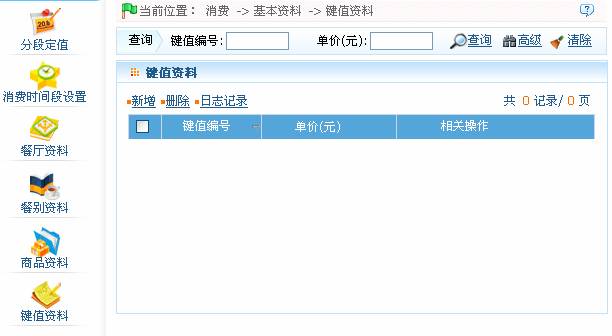 当前位置： 消费 -> 基本资料 -> 键值资料
查询 键值编号: 单价(元): 查询 高级 清除
键值资料
新增 删除 日志记录 共 0 记录/ 0 页
键值编号 单价(元) 相关操作
20.6
分段定值
消费时间段设置
餐厅资料
餐别资料
商品资料
键值资料